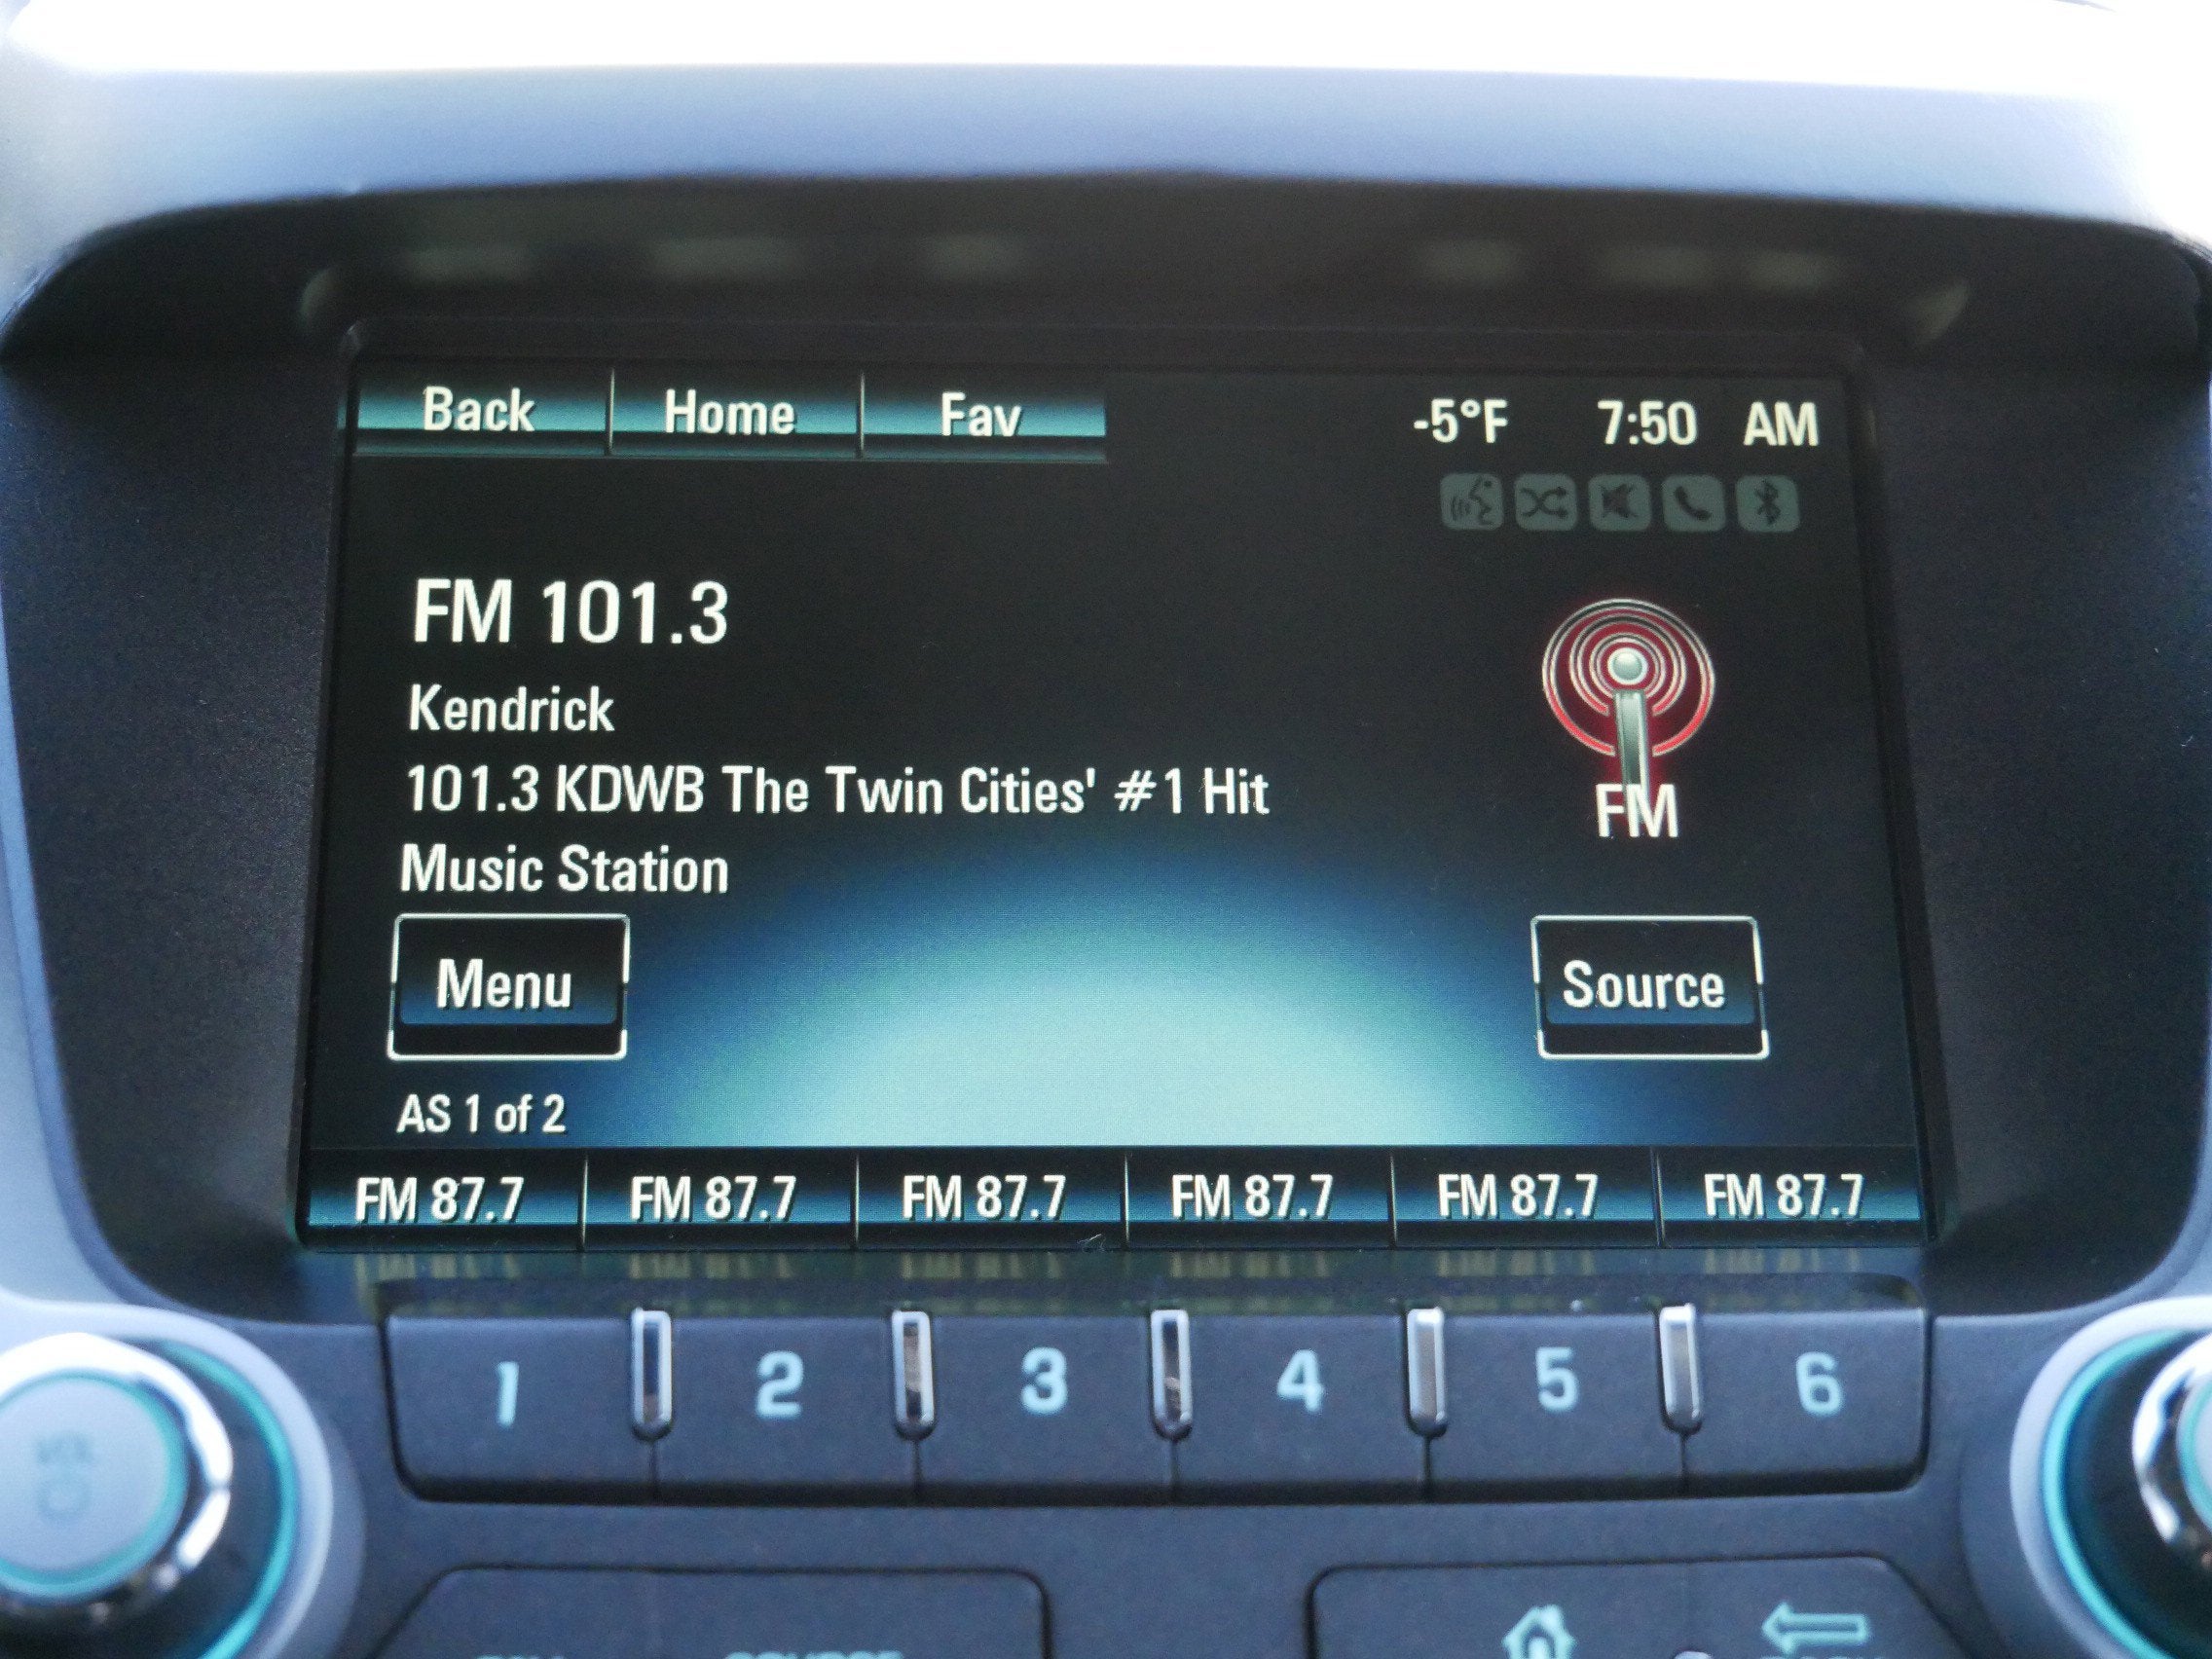 Back Home Fav -5°F 7:50 AM
FM 101.3
Kendrick
101.3 KDWB The Twin Cities' #1 Hit
Music Station
FM
Menu Source
AS 1 of 2
FM 87.7 FM 87.7 FM 87.7 FM 87.7 FM 87.7 FM 87.7
1 2 3 4 5 6
VOL